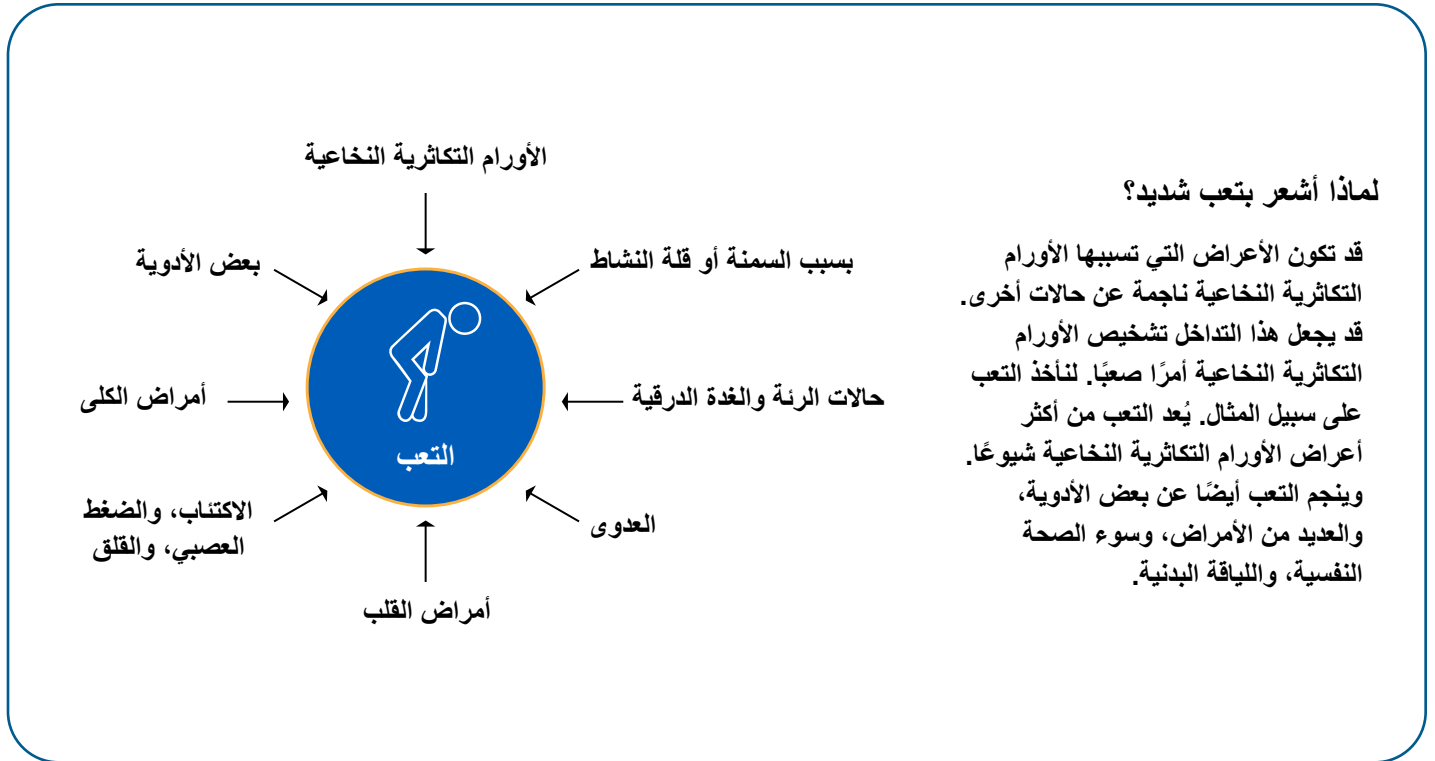 لماذا أشعر بتعب شديد؟
قد تكون الأعراض التي تسببها الأورام
التكاثرية النخاعية ناجمة عن حالات أخرى.
قد يجعل هذا التداخل تشخيص الأورام
التكاثرية النخاعية أمرًا صعبًا. لنأخذ التعب
على سبيل المثال. يُعد التعب من أكثر
أعراض الأورام التكاثرية النخاعية شيوعًا.
وينجم التعب أيضًا عن بعض الأدوية،
والعديد من الأمراض، وسوء الصحة
النفسية، واللياقة البدنية.
الأورام التكاثرية النخاعية
بسبب السمنة أو قلة النشاط
بعض الأدوية
حالات الرئة والغدة الدرقية
أمراض الكلى
التعب
العدوى
الاكتئاب، والضغط
العصبي، والقلق
أمراض القلب